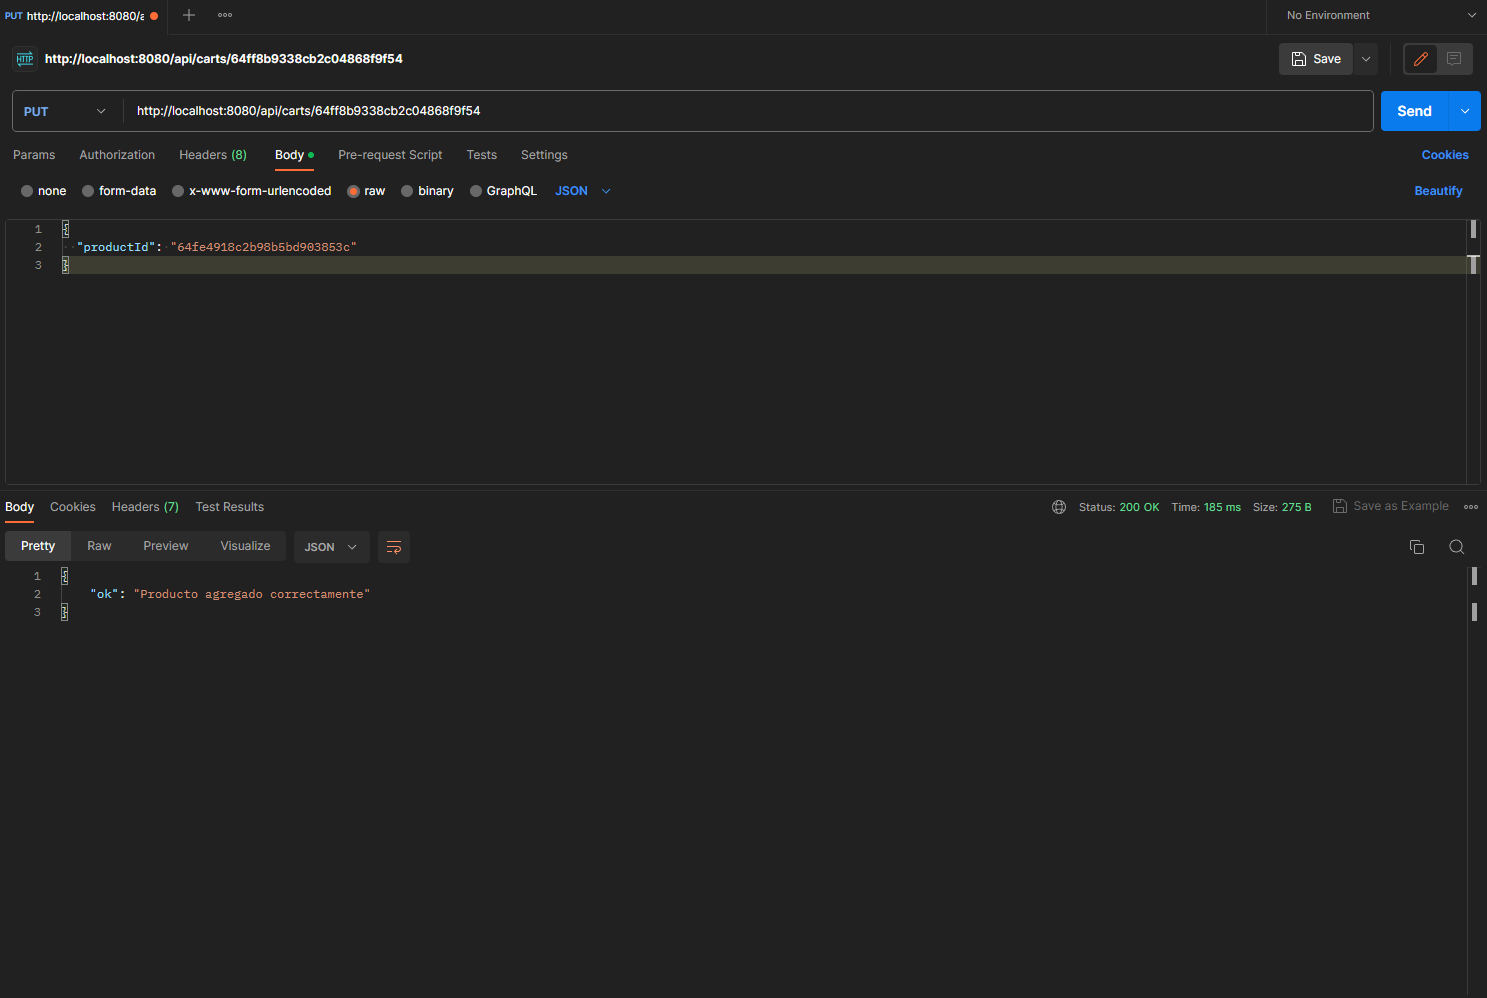 PUT http://localhost:8080/a
No Environment
HTTP http://localhost:8080/api/carts/64ff8b9338cb2c04868f9f54
Save
PUT http://localhost:8080/api/carts/64ff8b9338cb2c04868f9f54
Send
Params Authorization Headers (8) Body Pre-request Script Tests Settings Cookies
none form-data x-www-form-urlencoded raw binary GraphQL JSON Beautify
1 {
2 "productId": "64fe4918c2b98b5bd903853c"
3 }
Body Cookies Headers (7) Test Results Status: 200 OK Time: 185 ms Size: 275 B Save as Example
Pretty Raw Preview Visualize JSON
1 {
2 "ok": "Producto agregado correctamente"
3 }